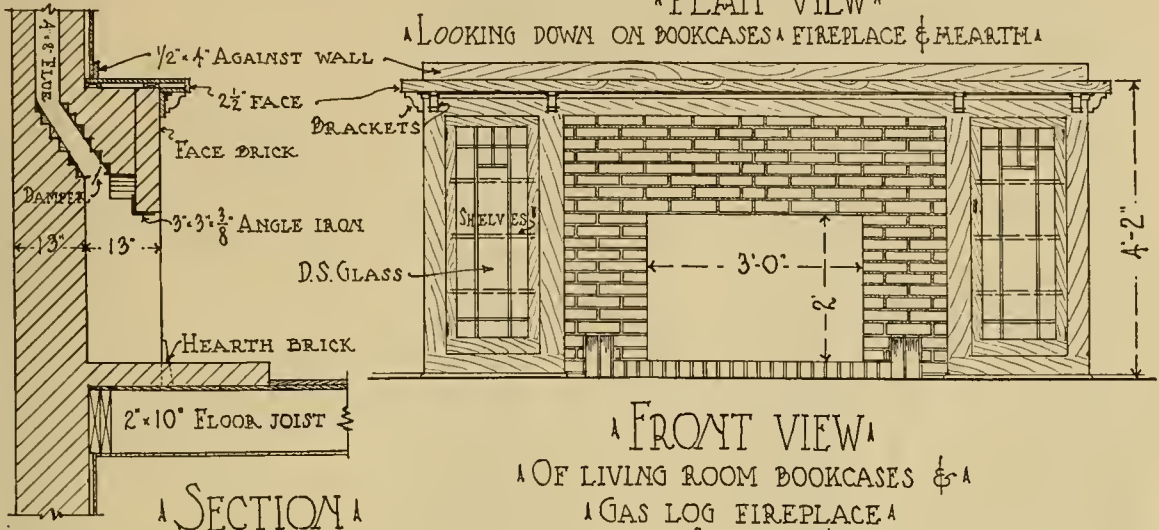 PLAN VIEW
LOOKING DOWN ON BOOKCASES FIREPLACE & HEARTH
4"x8" FLUE
1/2"x4" AGAINST WALL
2 1/2" FACE
BRACKETS
FACE BRICK
DAMPER
3"x3"x3/8" ANGLE IRON
13" 13"
SHELVES
D.S. GLASS
3'-0"
2'
4'-2"
HEARTH BRICK
2"x10" FLOOR JOIST
SECTION
FRONT VIEW
OF LIVING ROOM BOOKCASES &
GAS LOG FIREPLACE